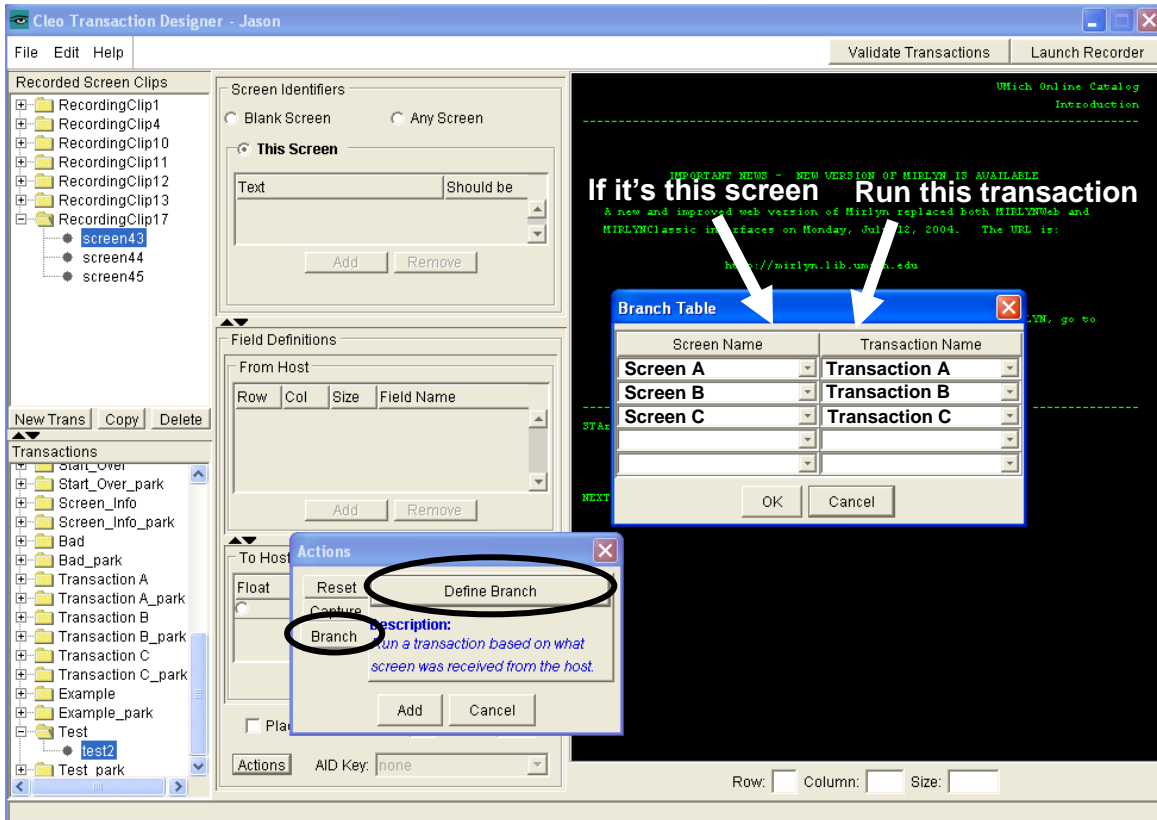 Cleo Transaction Designer - Jason
File Edit Help
Validate Transactions
Launch Recorder
Recorded Screen Clips
RecordingClip1
RecordingClip4
RecordingClip10
RecordingClip11
RecordingClip12
RecordingClip13
RecordingClip17
screen43
screen44
screen45
New Trans
Copy
Delete
Transactions
Start_Over
Start_Over_park
Screen_Info
Screen_Info_park
Bad
Bad_park
Transaction A
Transaction A_park
Transaction B
Transaction B_park
Transaction C
Transaction C_park
Example
Example_park
Test
test2
Test_park
Screen Identifiers
Blank Screen
Any Screen
This Screen
Text
Should be
Add
Remove
Field Definitions
From Host
Row
Col
Size
Field Name
Add
Remove
To Host
Float
Actions
AID Key:
none
UMich Online Catalog
Introduction
IMPORTANT NEWS - NEW VERSION OF MIRLYN IS AVAILABLE
If it's this screen
Run this transaction
A new and improved web version of Mirlyn replaced both MIRLYNWeb and
MIRLYNClassic interfaces on Monday, July 12, 2004. The URL is:
LYN, go to
NEXT
Branch Table
Screen Name
Transaction Name
Screen A
Transaction A
Screen B
Transaction B
Screen C
Transaction C
OK
Cancel
Actions
Reset
Capture
Branch
Define Branch
Description:
Run a transaction based on what
screen was received from the host.
Add
Cancel
Row:
Column:
Size: